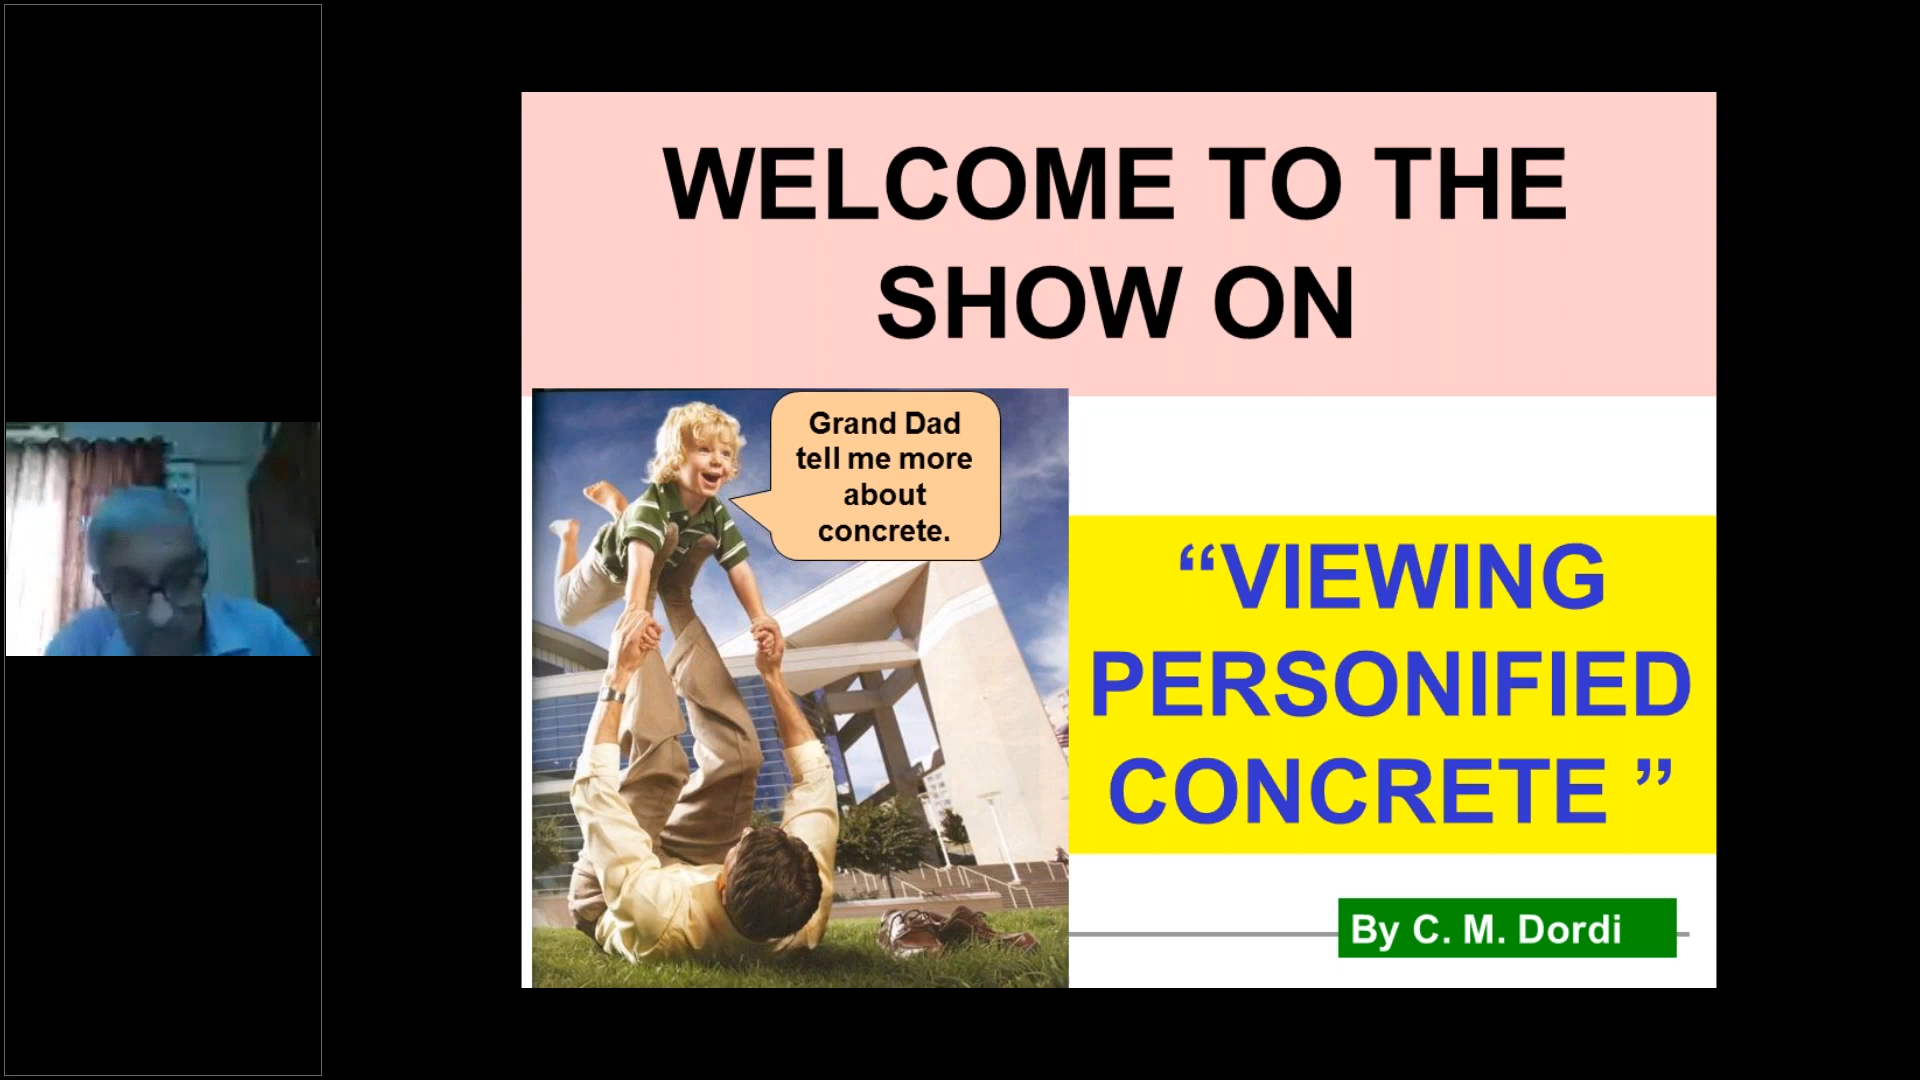 WELCOME TO THE
SHOW ON
Grand Dad
tell me more
about
concrete.
“VIEWING
PERSONIFIED
CONCRETE ”
By C. M. Dordi